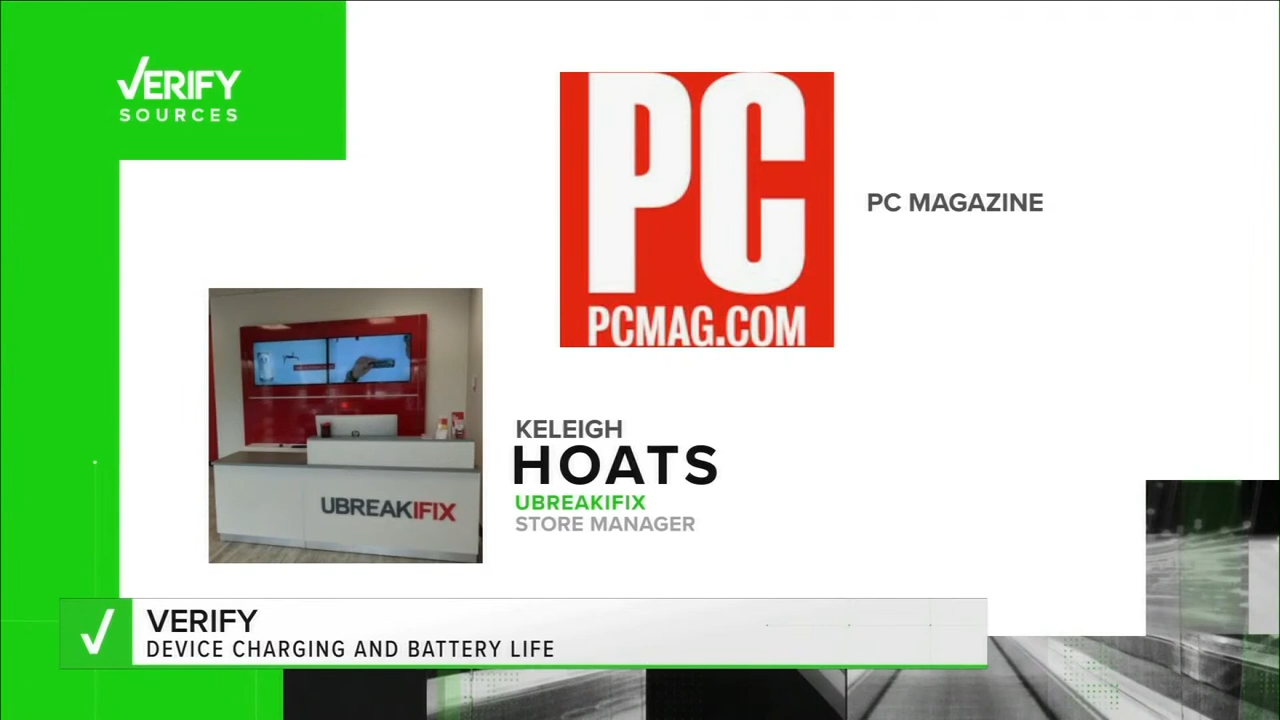 VERIFY
SOURCES
PC
PCMAG.COM
PC MAGAZINE
UBREAKIFIX
KELEIGH
HOATS
UBREAKIFIX
STORE MANAGER
VERIFY
DEVICE CHARGING AND BATTERY LIFE